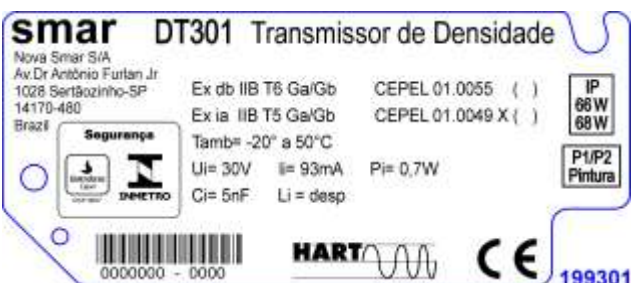 smar DT301 Transmissor de Densidade
Nova Smar S/A
Av.Dr Antônio Furlan Jr
1028 Sertãozinho-SP
14170-480
Brazil
Ex db IIB T6 Ga/Gb CEPEL 01.0055 ( )
Ex ia IIB T5 Ga/Gb CEPEL 01.0049 X ( )
Tamb= -20° a 50°C
Ui= 30V Ii= 93mA Pi= 0,7W
Ci= 5nF Li = desp
IP
66 W
68 W
P1/P2
Pintura
Segurança
INMETRO
0000000 - 0000
HART
CE
199301